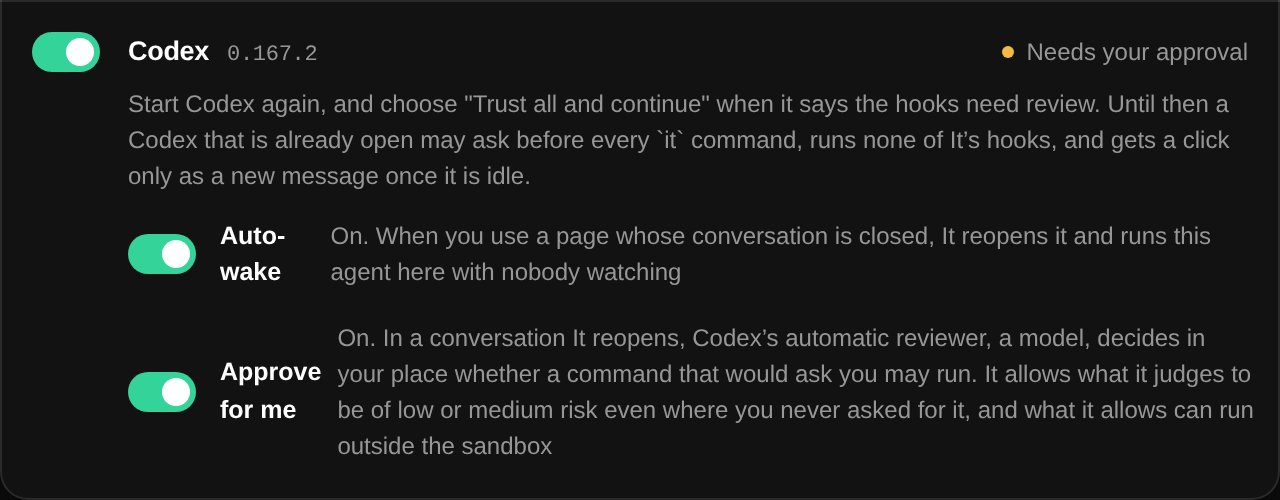 Codex 0.167.2
Needs your approval
Start Codex again, and choose "Trust all and continue" when it says the hooks need review. Until then a
Codex that is already open may ask before every `it` command, runs none of It’s hooks, and gets a click
only as a new message once it is idle.
Auto-
wake
On. When you use a page whose conversation is closed, It reopens it and runs this
agent here with nobody watching
Approve
for me
On. In a conversation It reopens, Codex’s automatic reviewer, a model, decides in
your place whether a command that would ask you may run. It allows what it judges to
be of low or medium risk even where you never asked for it, and what it allows can run
outside the sandbox